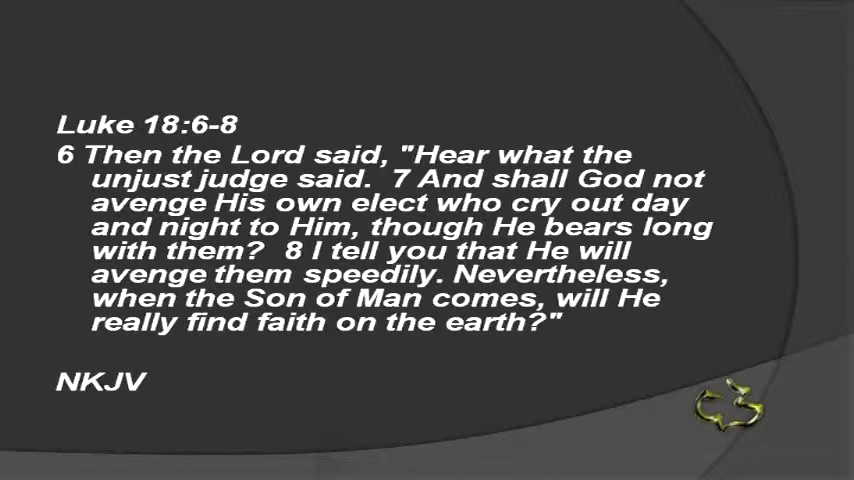 Luke 18:6-8
6 Then the Lord said, "Hear what the
unjust judge said.  7 And shall God not
avenge His own elect who cry out day
and night to Him, though He bears long
with them?  8 I tell you that He will
avenge them speedily. Nevertheless,
when the Son of Man comes, will He
really find faith on the earth?"
NKJV